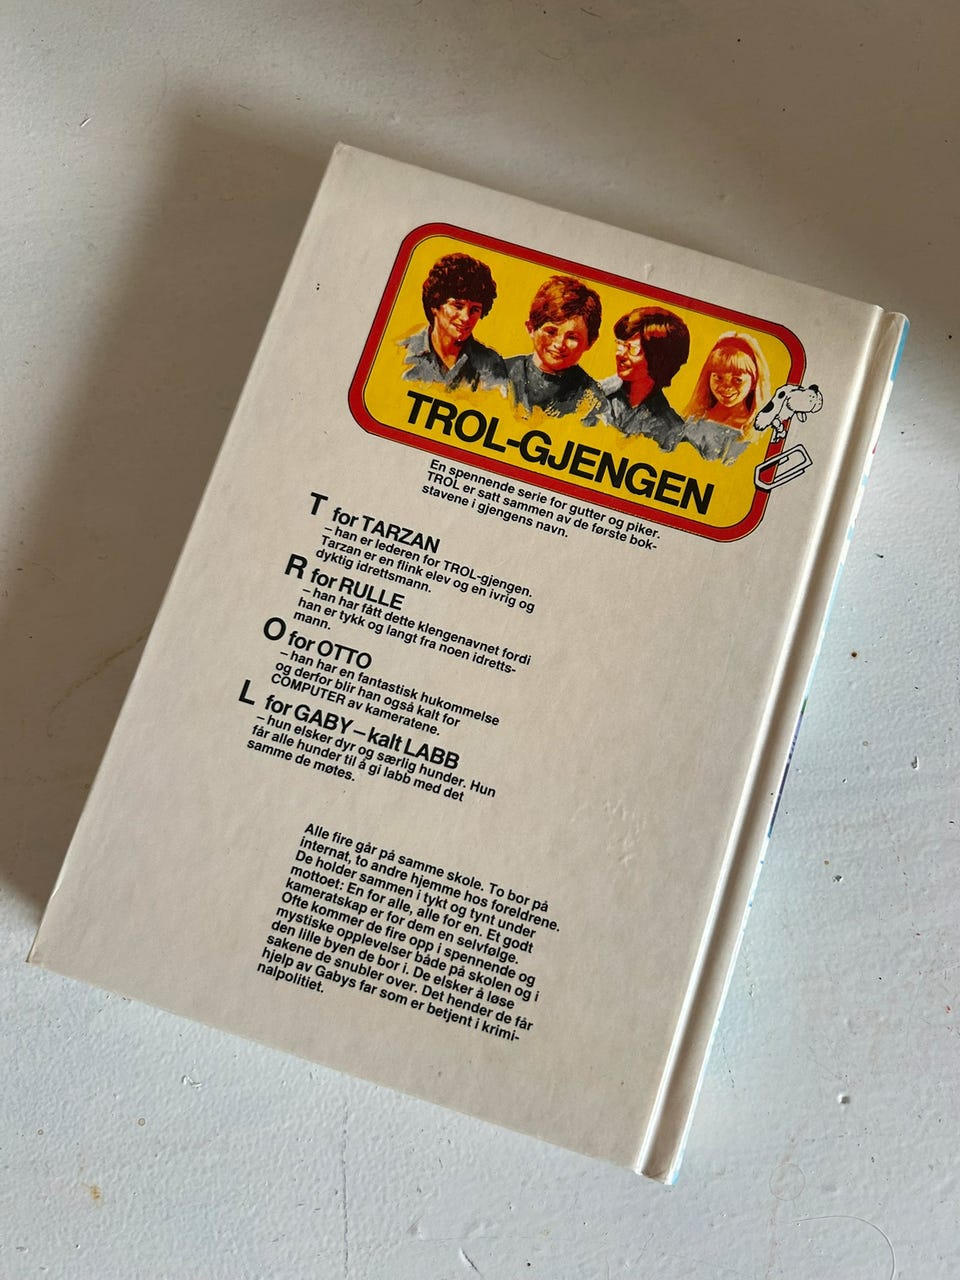 TROL-GJENGEN
En spennende serie for gutter og piker.
TROL er satt sammen av de første bok-
stavene i gjengens navn.
T for TARZAN
– han er lederen for TROL-gjengen.
Tarzan er en flink elev og en ivrig og
dyktig idrettsmann.
R for RULLE
– han har fått dette klengenavnet fordi
han er tykk og langt fra noen idretts-
mann.
O for OTTO
– han har en fantastisk hukommelse
og derfor blir han også kalt for
COMPUTER av kameratene.
L for GABY – kalt LABB
– hun elsker dyr og særlig hunder. Hun
får alle hunder til å gi labb med det
samme de møtes.
Alle fire går på samme skole. To bor på
internat, to andre hjemme hos foreldrene.
De holder sammen i tykt og tynt under
mottoet: En for alle, alle for en. Et godt
kameratskap er for dem en selvfølge.
Ofte kommer de fire opp i spennende og
mystiske opplevelser både på skolen og i
den lille byen de bor i. De elsker å løse
sakene de snubler over. Det hender de får
hjelp av Gabys far som er betjent i krimi-
nalpolitiet.